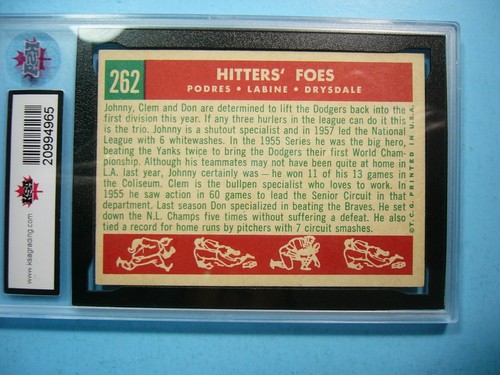 262
HITTERS' FOES
PODRES • LABINE • DRYSDALE
Johnny, Clem and Don are determined to lift the Dodgers back into the
first division this year. If any three hurlers in the league can do it this
is the trio. Johnny is a shutout specialist and in 1957 led the National
League with 6 whitewashes. In the 1955 Series he was the big hero,
beating the Yanks twice to bring the Dodgers their first World Cham-
pionship. Although his teammates may not have been quite at home in
L.A. last year, Johnny certainly was — he won 11 of his 13 games in
the Coliseum. Clem is the bullpen specialist who loves to work. In
1955 he saw action in 60 games to lead the Senior Circuit in that
department. Last season Don specialized in beating the Braves. He set
down the N.L. Champs five times without suffering a defeat. He also
tied a record for home runs by pitchers with 7 circuit smashes.
© T.C.G. PRINTED IN U.S.A.
KSA
20994965
KSA
www.ksagrading.com